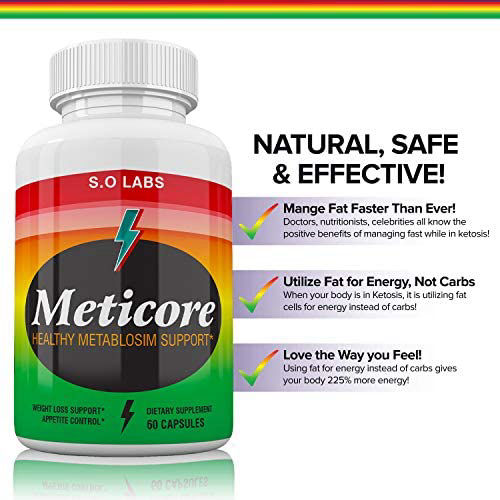 S.O LABS
Meticore
HEALTHY METABLOSIM SUPPORT*
WEIGHT LOSS SUPPORT*
APPETITE CONTROL*
DIETARY SUPPLEMENT
60 CAPSULES
NATURAL, SAFE
& EFFECTIVE!
Mange Fat Faster Than Ever!
Doctors, nutritionists, celebrities all know the
positive benefits of managing fast while in ketosis!
Utilize Fat for Energy, Not Carbs
When your body is in Ketosis, it is utilizing fat
cells for energy instead of carbs!
Love the Way you Feel!
Using fat for energy instead of carbs gives
your body 225% more energy!